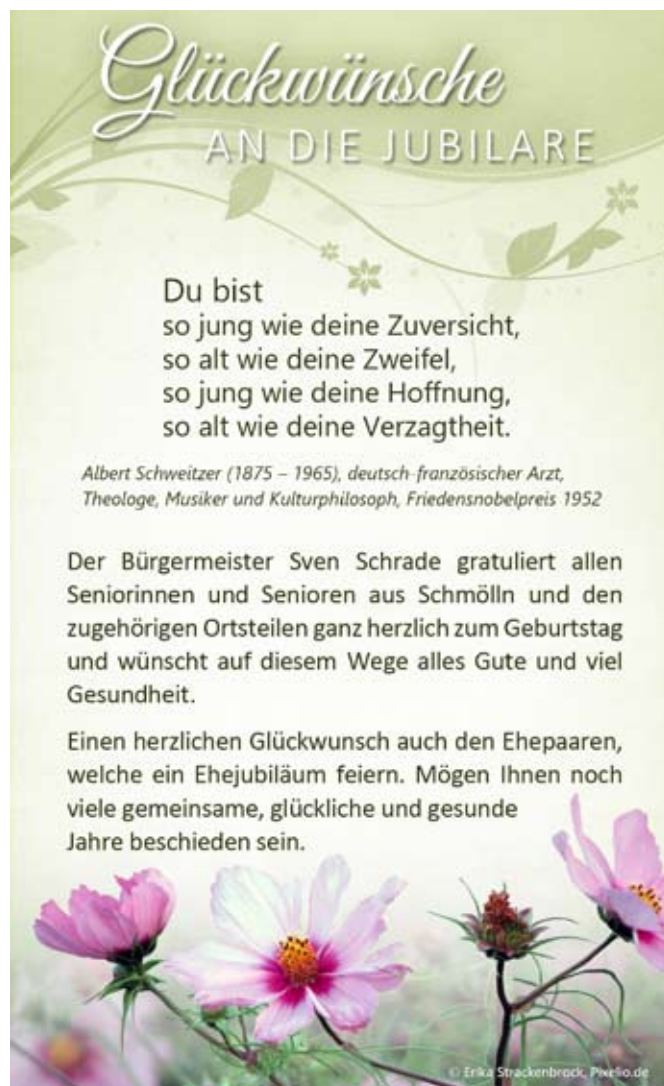 Glückwünsche
AN DIE JUBILARE
Du bist
so jung wie deine Zuversicht,
so alt wie deine Zweifel,
so jung wie deine Hoffnung,
so alt wie deine Verzagtheit.
Albert Schweitzer (1875 – 1965), deutsch-französischer Arzt,
Theologe, Musiker und Kulturphilosoph, Friedensnobelpreis 1952
Der Bürgermeister Sven Schrade gratuliert allen
Seniorinnen und Senioren aus Schmölln und den
zugehörigen Ortsteilen ganz herzlich zum Geburtstag
und wünscht auf diesem Wege alles Gute und viel
Gesundheit.
Einen herzlichen Glückwunsch auch den Ehepaaren,
welche ein Ehejubiläum feiern. Mögen Ihnen noch
viele gemeinsame, glückliche und gesunde
Jahre beschieden sein.
© Erika Strackenbrock, Pixelio.de